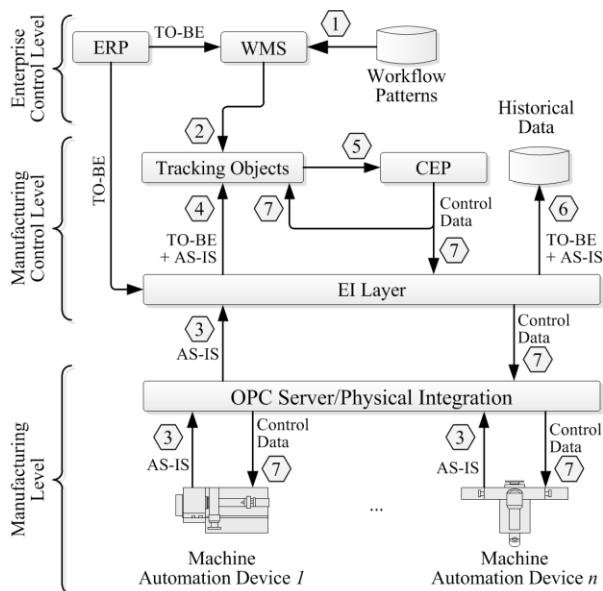 Enterprise
Control Level
ERP
TO-BE
WMS
1
Workflow
Patterns
Manufacturing
Control Level
TO-BE
2
Tracking Objects
5
CEP
Historical
Data
4
7
Control
Data
7
6
TO-BE
+ AS-IS
TO-BE
+ AS-IS
EI Layer
3
AS-IS
Control
Data
7
Manufacturing
Level
OPC Server/Physical Integration
3
AS-IS
Control
Data
7
3
AS-IS
Control
Data
7
...
Machine
Automation Device 1
Machine
Automation Device n